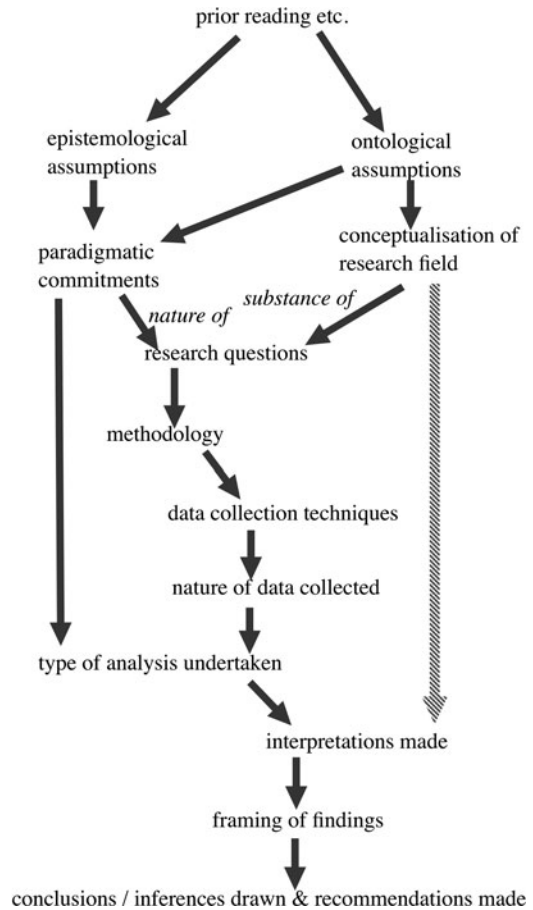 prior reading etc.
epistemological
assumptions
ontological
assumptions
paradigmatic
commitments
conceptualisation of
research field
nature of
substance of
research questions
methodology
data collection techniques
nature of data collected
type of analysis undertaken
interpretations made
framing of findings
conclusions / inferences drawn & recommendations made